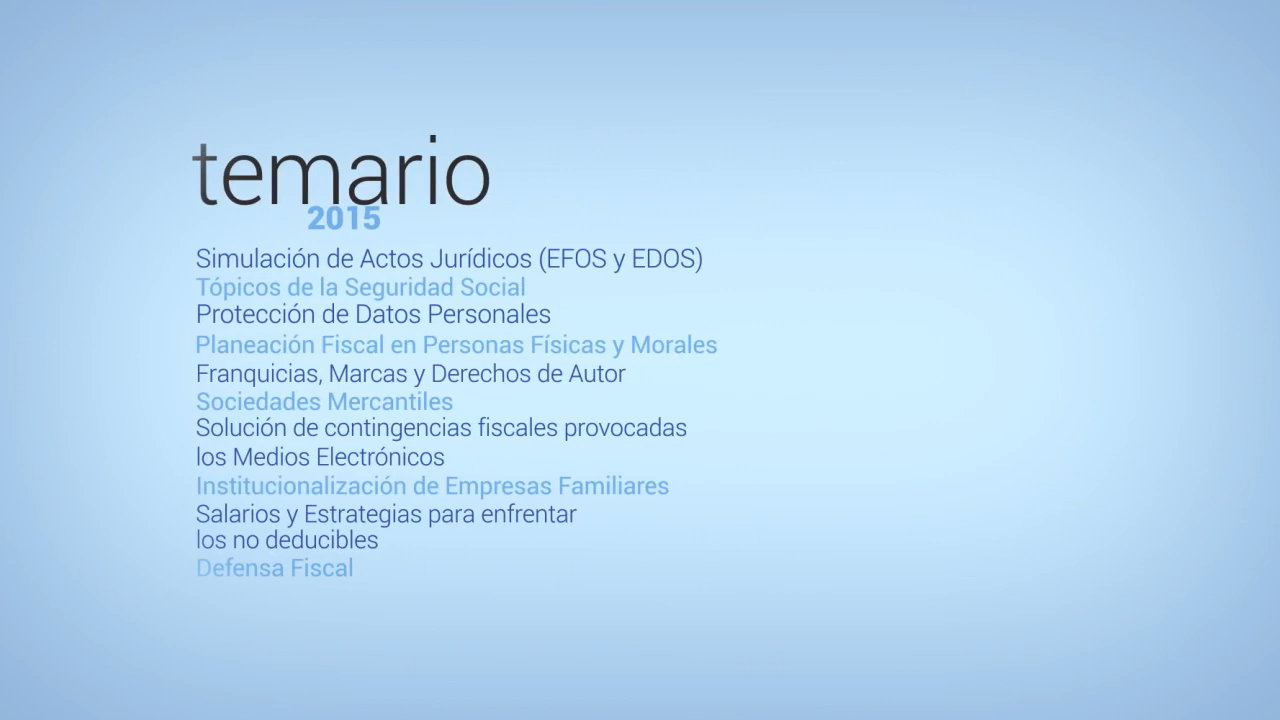 temario
2015
Simulación de Actos Jurídicos (EFOS y EDOS)
Tópicos de la Seguridad Social
Protección de Datos Personales
Planeación Fiscal en Personas Físicas y Morales
Franquicias, Marcas y Derechos de Autor
Sociedades Mercantiles
Solución de contingencias fiscales provocadas
los Medios Electrónicos
Institucionalización de Empresas Familiares
Salarios y Estrategias para enfrentar
los no deducibles
Defensa Fiscal